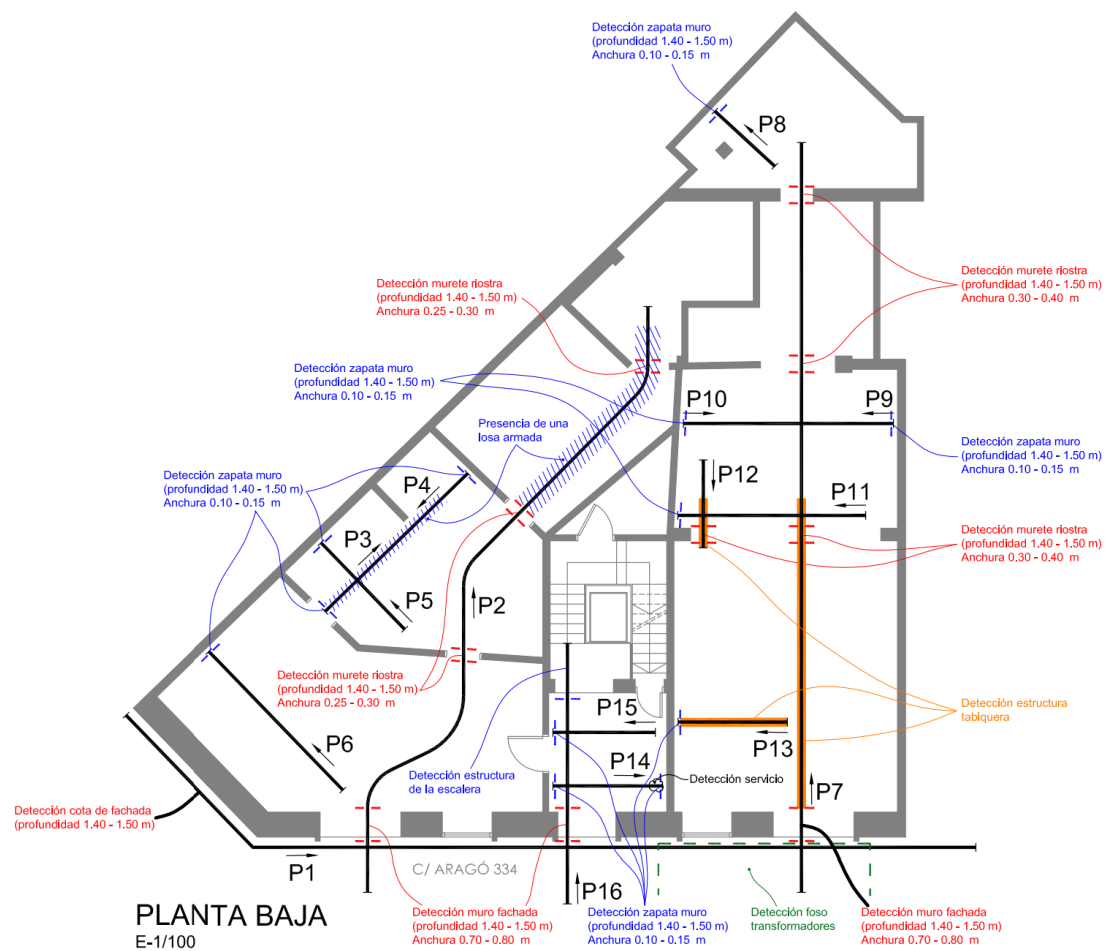 Detección zapata muro
(profundidad 1.40 - 1.50 m)
Anchura 0.10 - 0.15  m
P8
Detección murete riostra
(profundidad 1.40 - 1.50 m)
Anchura 0.25 - 0.30  m
Detección murete riostra
(profundidad 1.40 - 1.50 m)
Anchura 0.30 - 0.40  m
Detección zapata muro
(profundidad 1.40 - 1.50 m)
Anchura 0.10 - 0.15  m
P10
P9
Presencia de una
losa armada
Detección zapata muro
(profundidad 1.40 - 1.50 m)
Anchura 0.10 - 0.15  m
Detección zapata muro
(profundidad 1.40 - 1.50 m)
Anchura 0.10 - 0.15  m
P4
P12
P11
P3
Detección murete riostra
(profundidad 1.40 - 1.50 m)
Anchura 0.30 - 0.40  m
P5
P2
Detección murete riostra
(profundidad 1.40 - 1.50 m)
Anchura 0.25 - 0.30  m
P15
Detección estructura
tabiquera
P6
P13
P14
Detección estructura
de la escalera
Detección servicio
P7
Detección cota de fachada
(profundidad 1.40 - 1.50 m)
P1
C/ ARAGÓ 334
P16
PLANTA BAJA
E-1/100
Detección muro fachada
(profundidad 1.40 - 1.50 m)
Anchura 0.70 - 0.80  m
Detección zapata muro
(profundidad 1.40 - 1.50 m)
Anchura 0.10 - 0.15  m
Detección foso
transformadores
Detección muro fachada
(profundidad 1.40 - 1.50 m)
Anchura 0.70 - 0.80  m